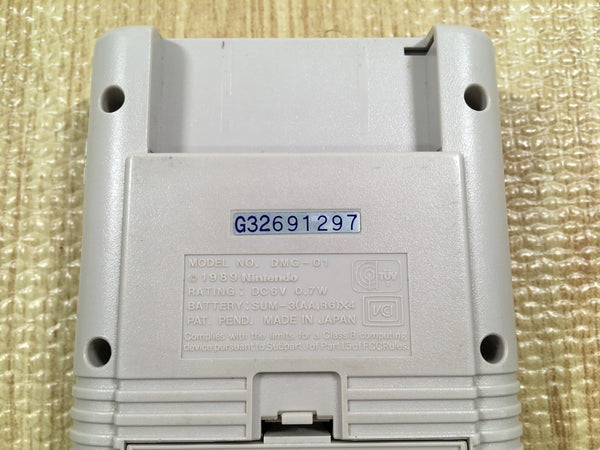 G32691297
MODEL NO. DMG-01
© 1989 Nintendo
RATING: DC6V 0.7W
BATTERY: SUM-3(AA,R6)X4
PAT. PEND. MADE IN JAPAN
TÜV
VCI
Complies with the limits for a Class B computing
device pursuant to Subpart J of Part 15 of FCC Rules